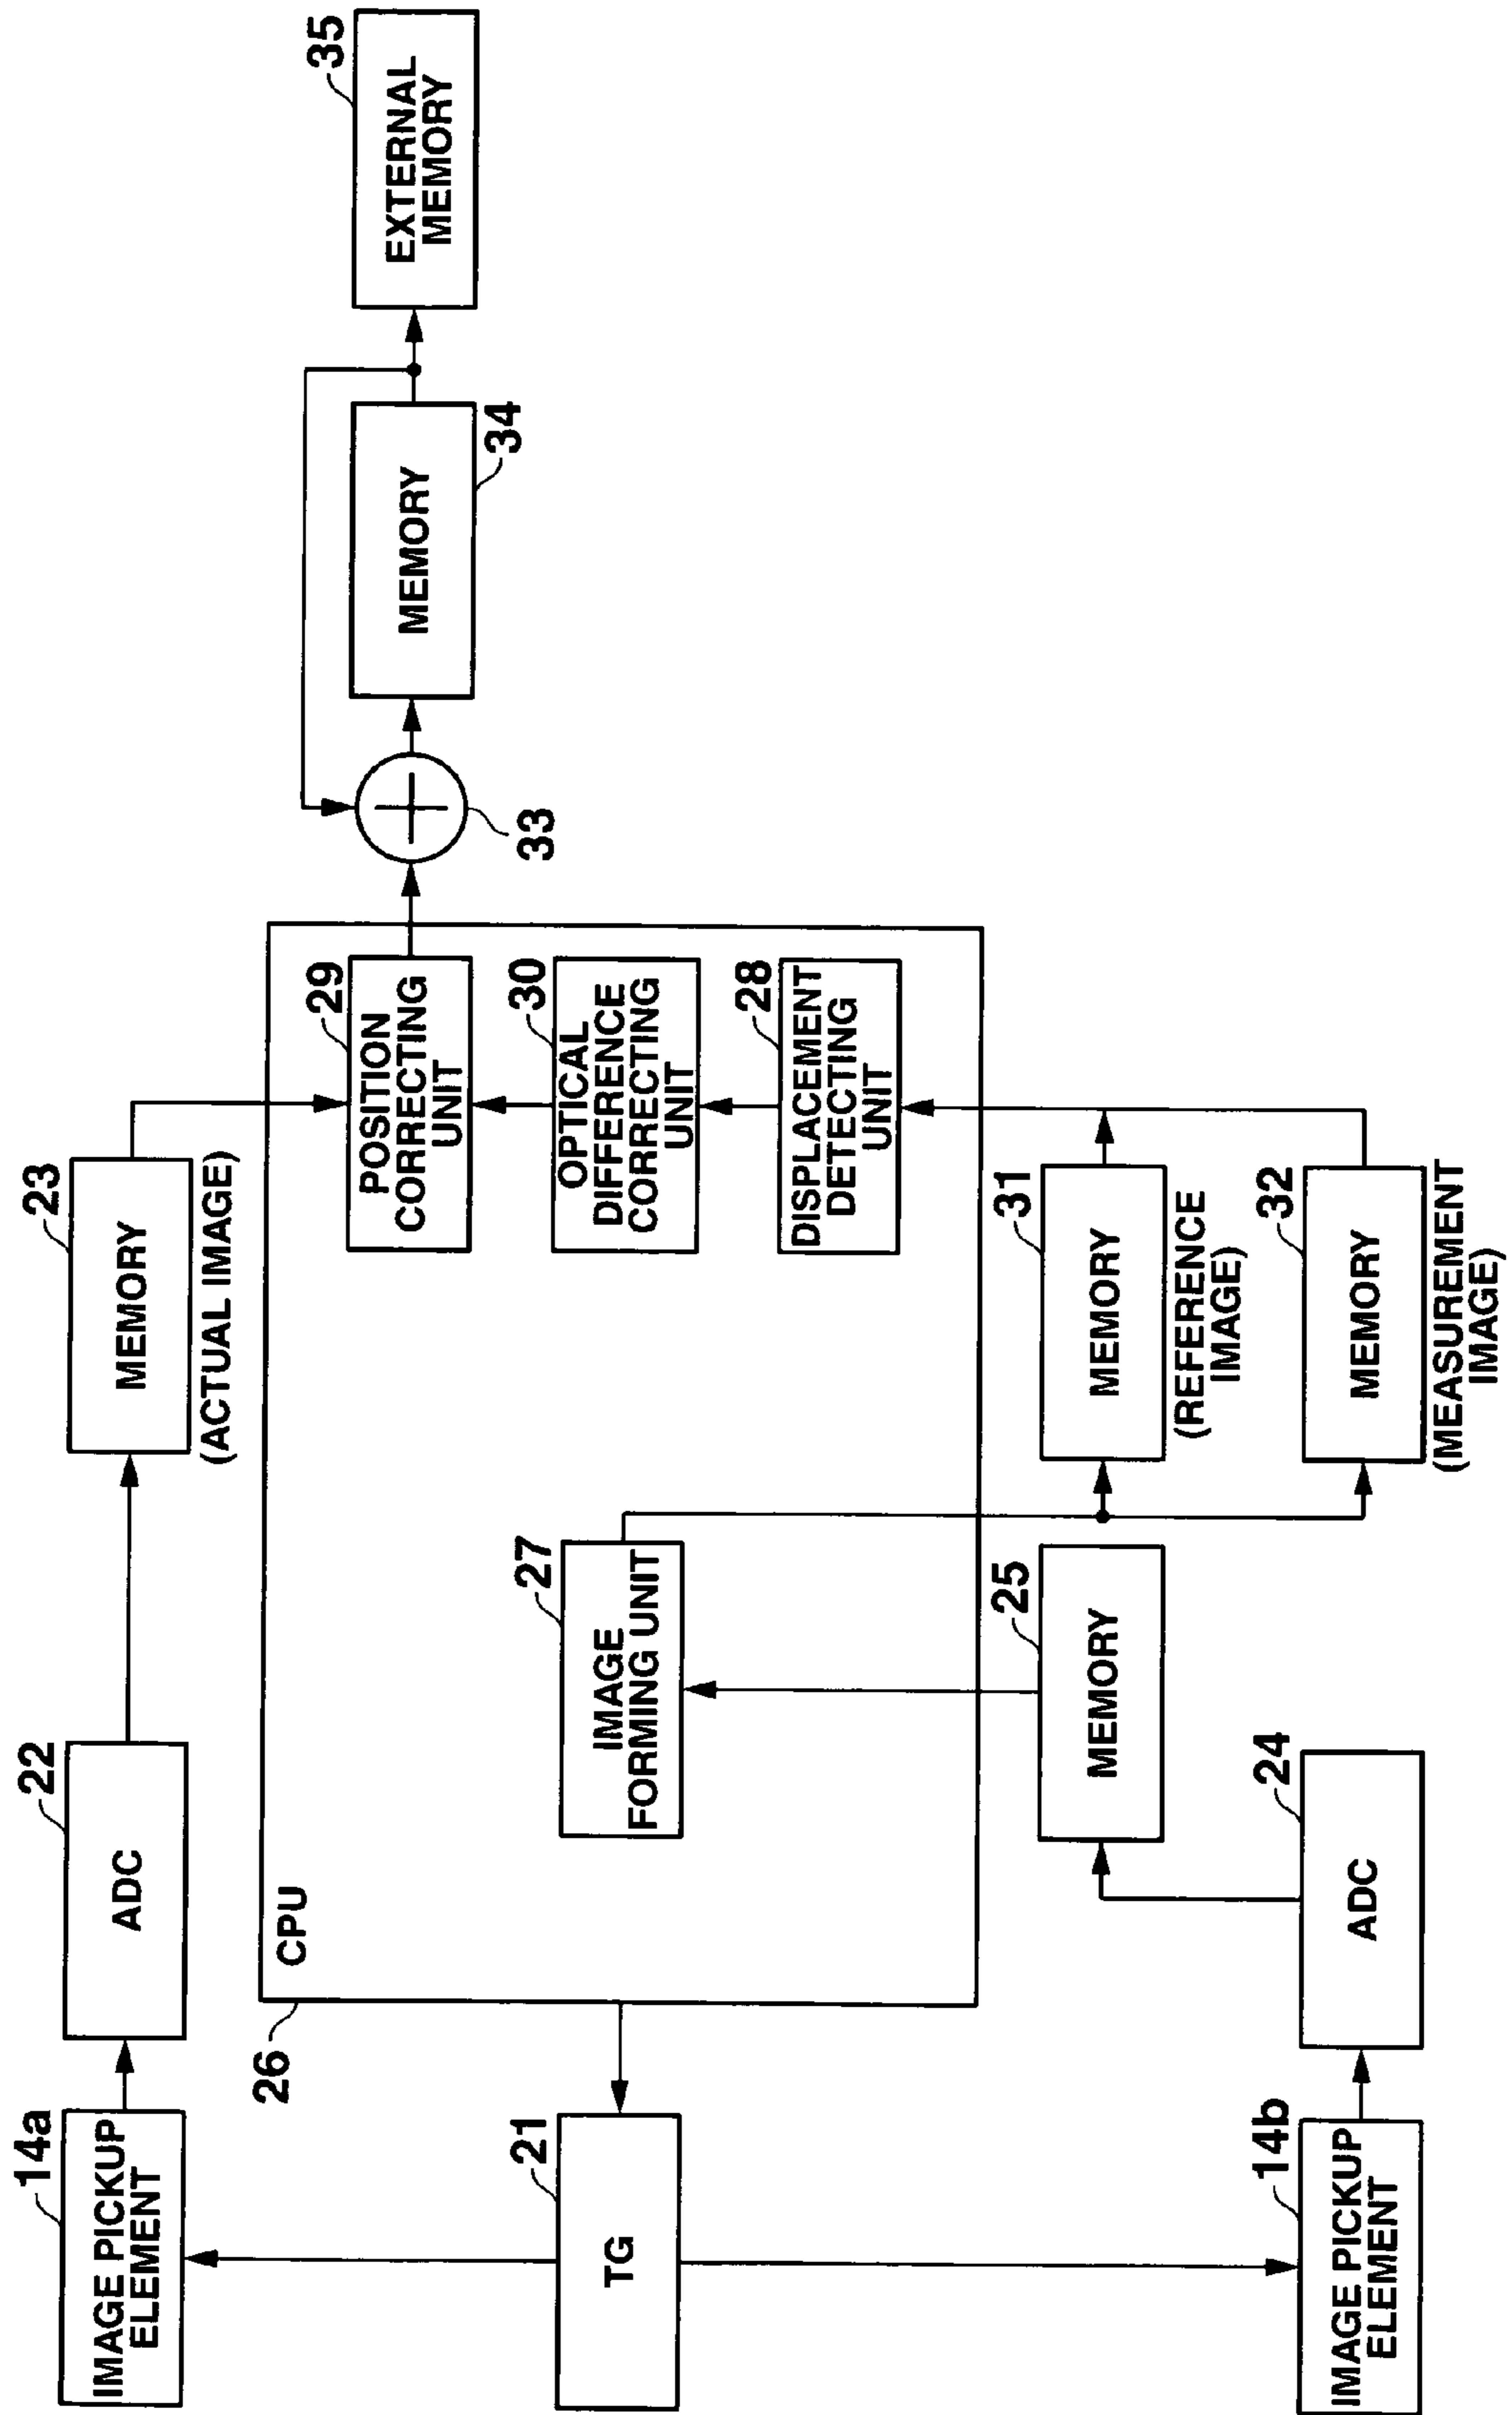 14a
IMAGE PICKUP
ELEMENT
22
ADC
23
MEMORY
(ACTUAL IMAGE)
26
CPU
21
TG
27
IMAGE
FORMING UNIT
29
POSITION
CORRECTING
UNIT
30
OPTICAL
DIFFERENCE
CORRECTING
UNIT
28
DISPLACEMENT
DETECTING
UNIT
33
34
MEMORY
35
EXTERNAL
MEMORY
25
MEMORY
31
MEMORY
(REFERENCE
IMAGE)
14b
IMAGE PICKUP
ELEMENT
24
ADC
32
MEMORY
(MEASUREMENT
IMAGE)